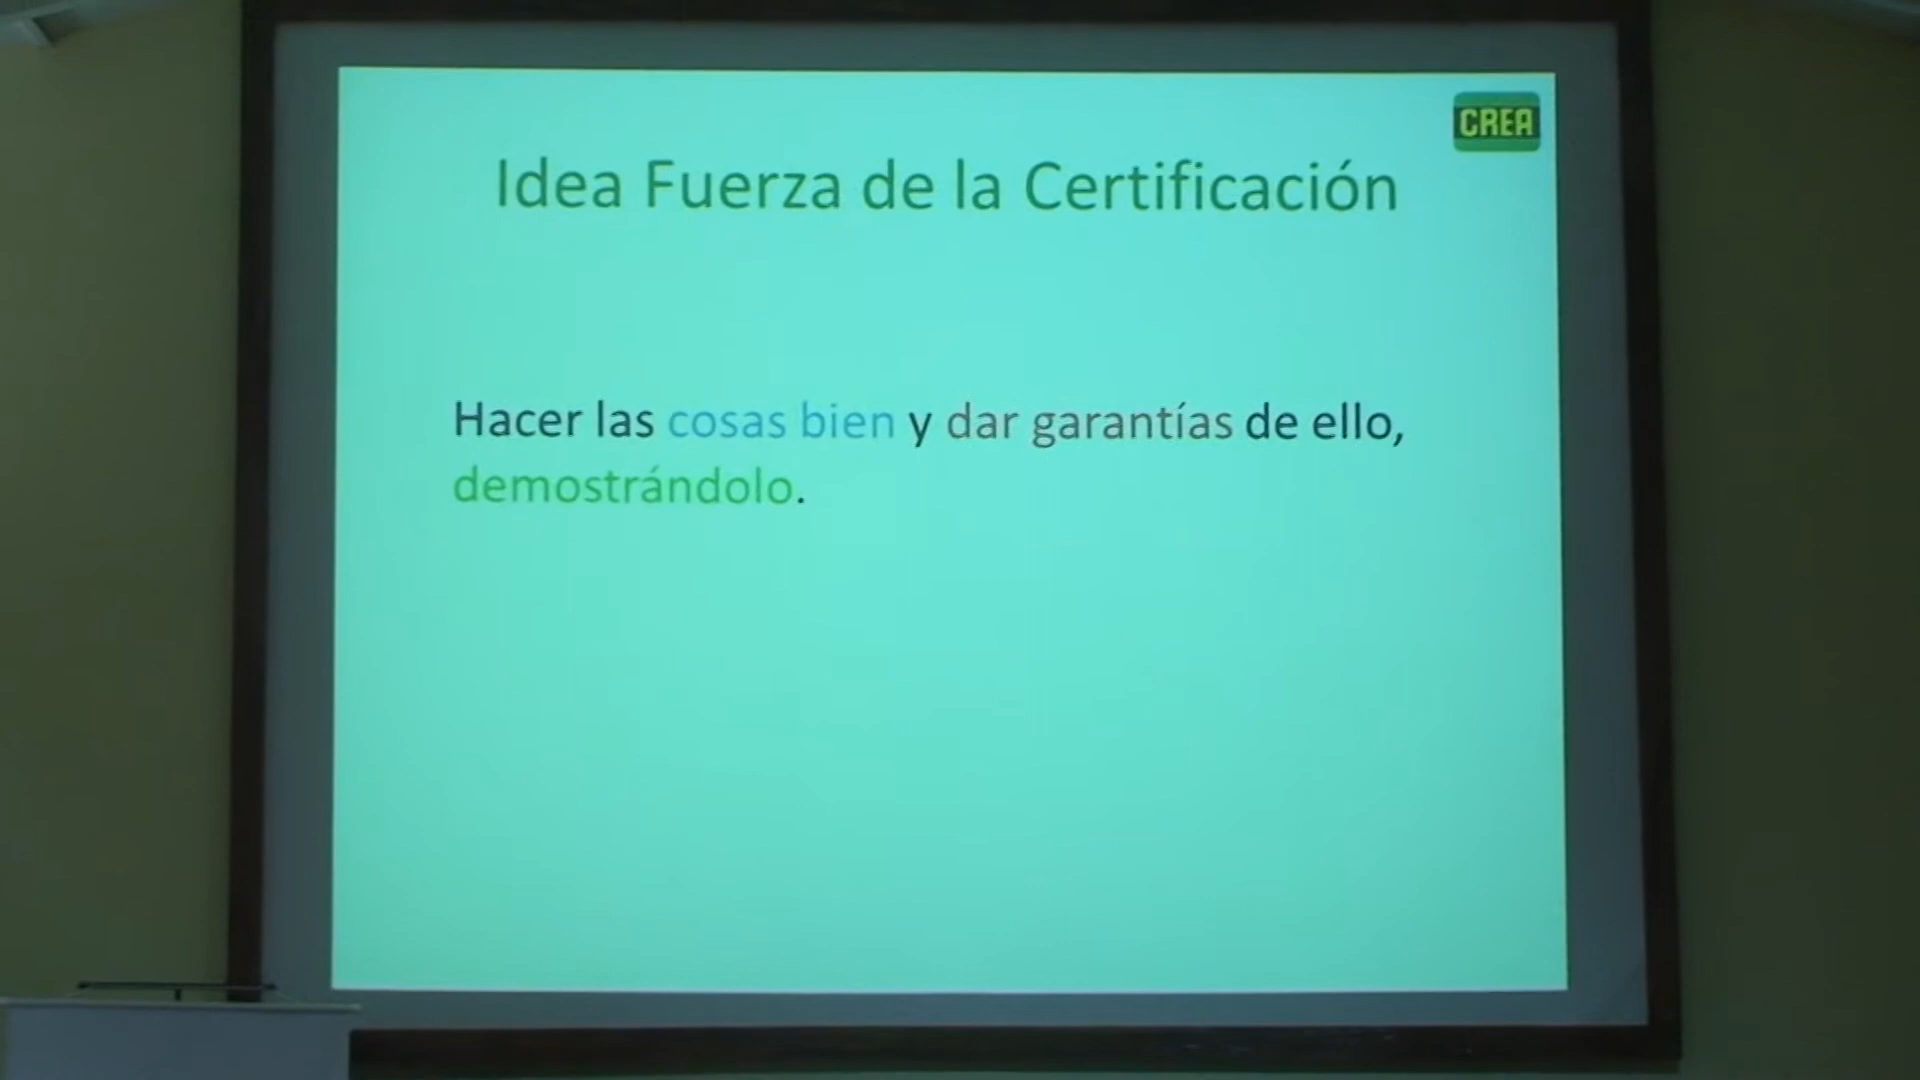 CREA
Idea Fuerza de la Certificación
Hacer las cosas bien y dar garantías de ello,
demostrándolo.